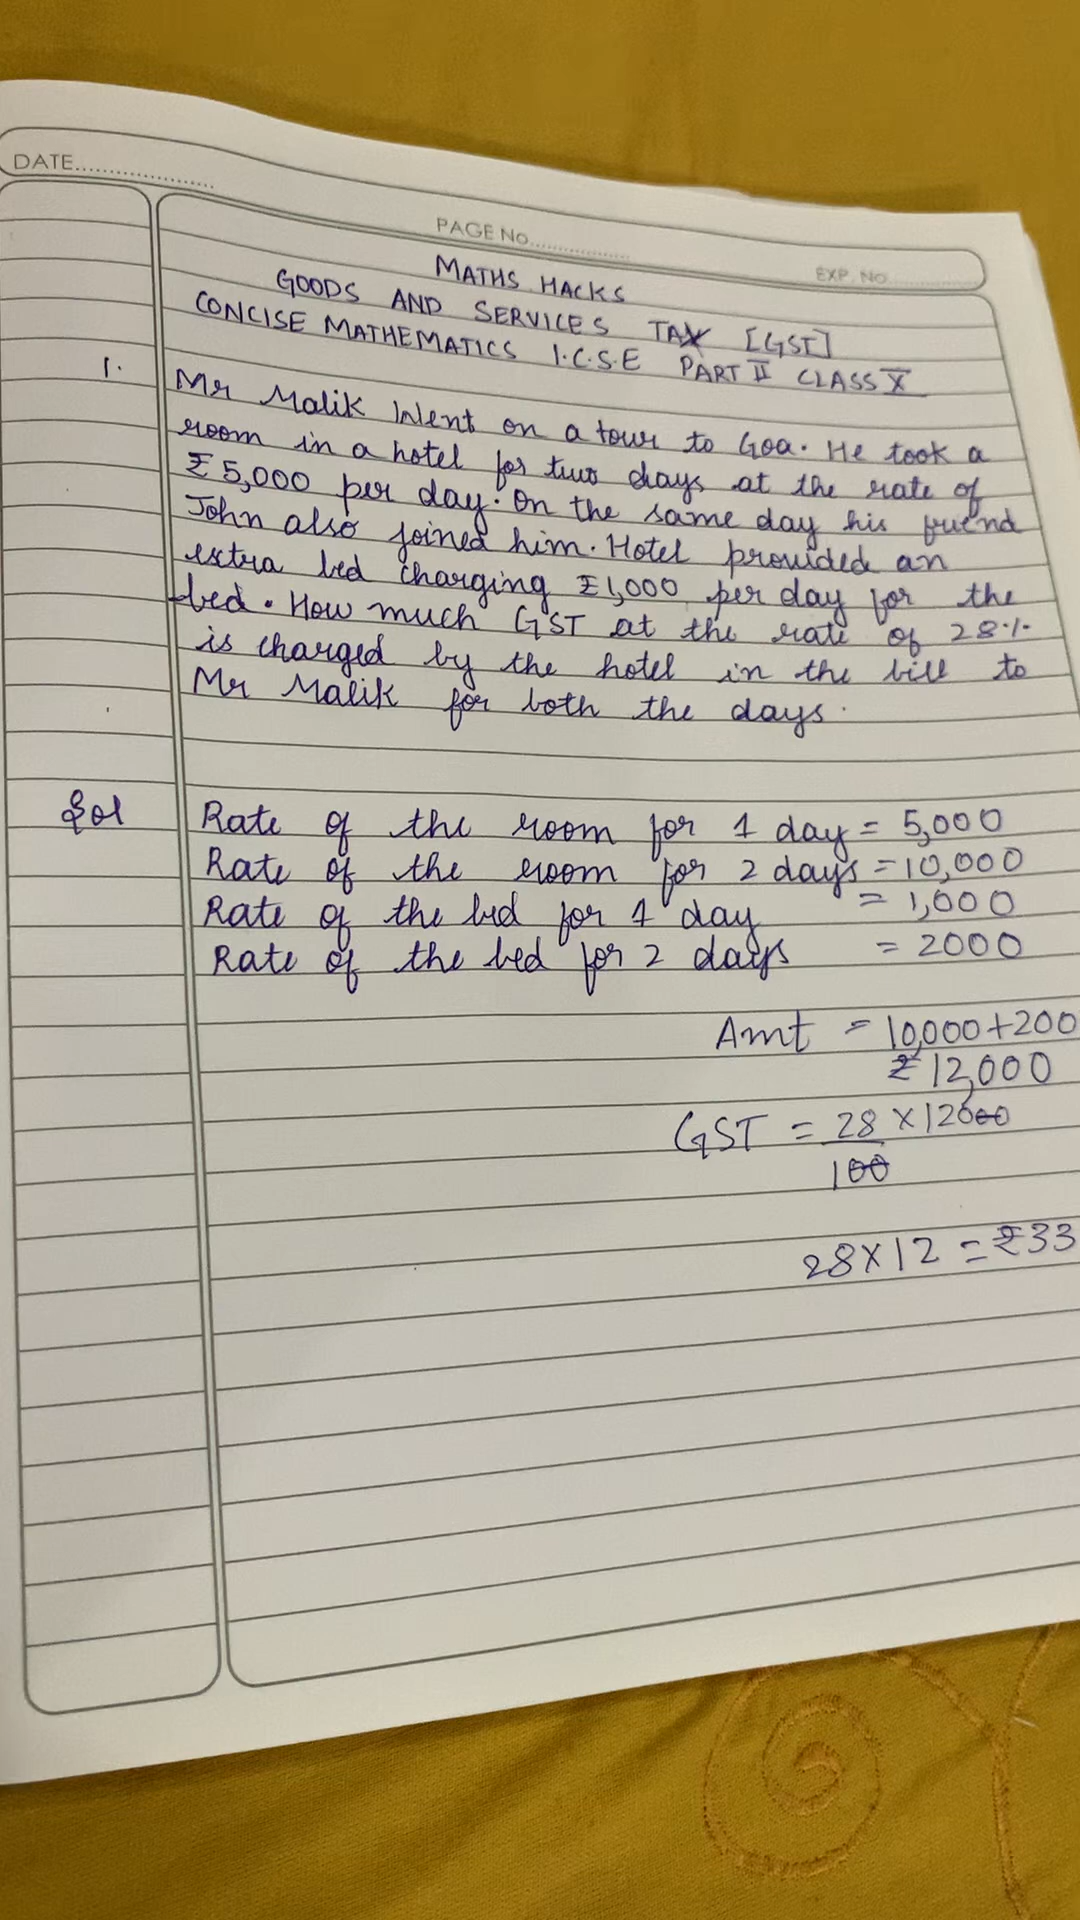 DATE
PAGE No.
EXP. No.
MATHS HACKS
GOODS AND SERVICES TAX [GST]
CONCISE MATHEMATICS I.C.S.E PART II CLASS X
1. Mr Malik Went on a tour to Goa. He took a
room in a hotel for two days at the rate of
₹5,000 per day. On the same day his friend
John also joined him. Hotel provided an
extra bed charging ₹1,000 per day for the
bed. How much GST at the rate of 28%
is charged by the hotel in the bill to
Mr Malik for both the days.
Sol Rate of the room for 1 day = 5,000
Rate of the room for 2 days = 10,000
Rate of the bed for 1 day = 1,000
Rate of the bed for 2 days = 2000
Amt = 10,000+200
₹12,000
GST = 28 × 12000
100
28×12 = ₹33